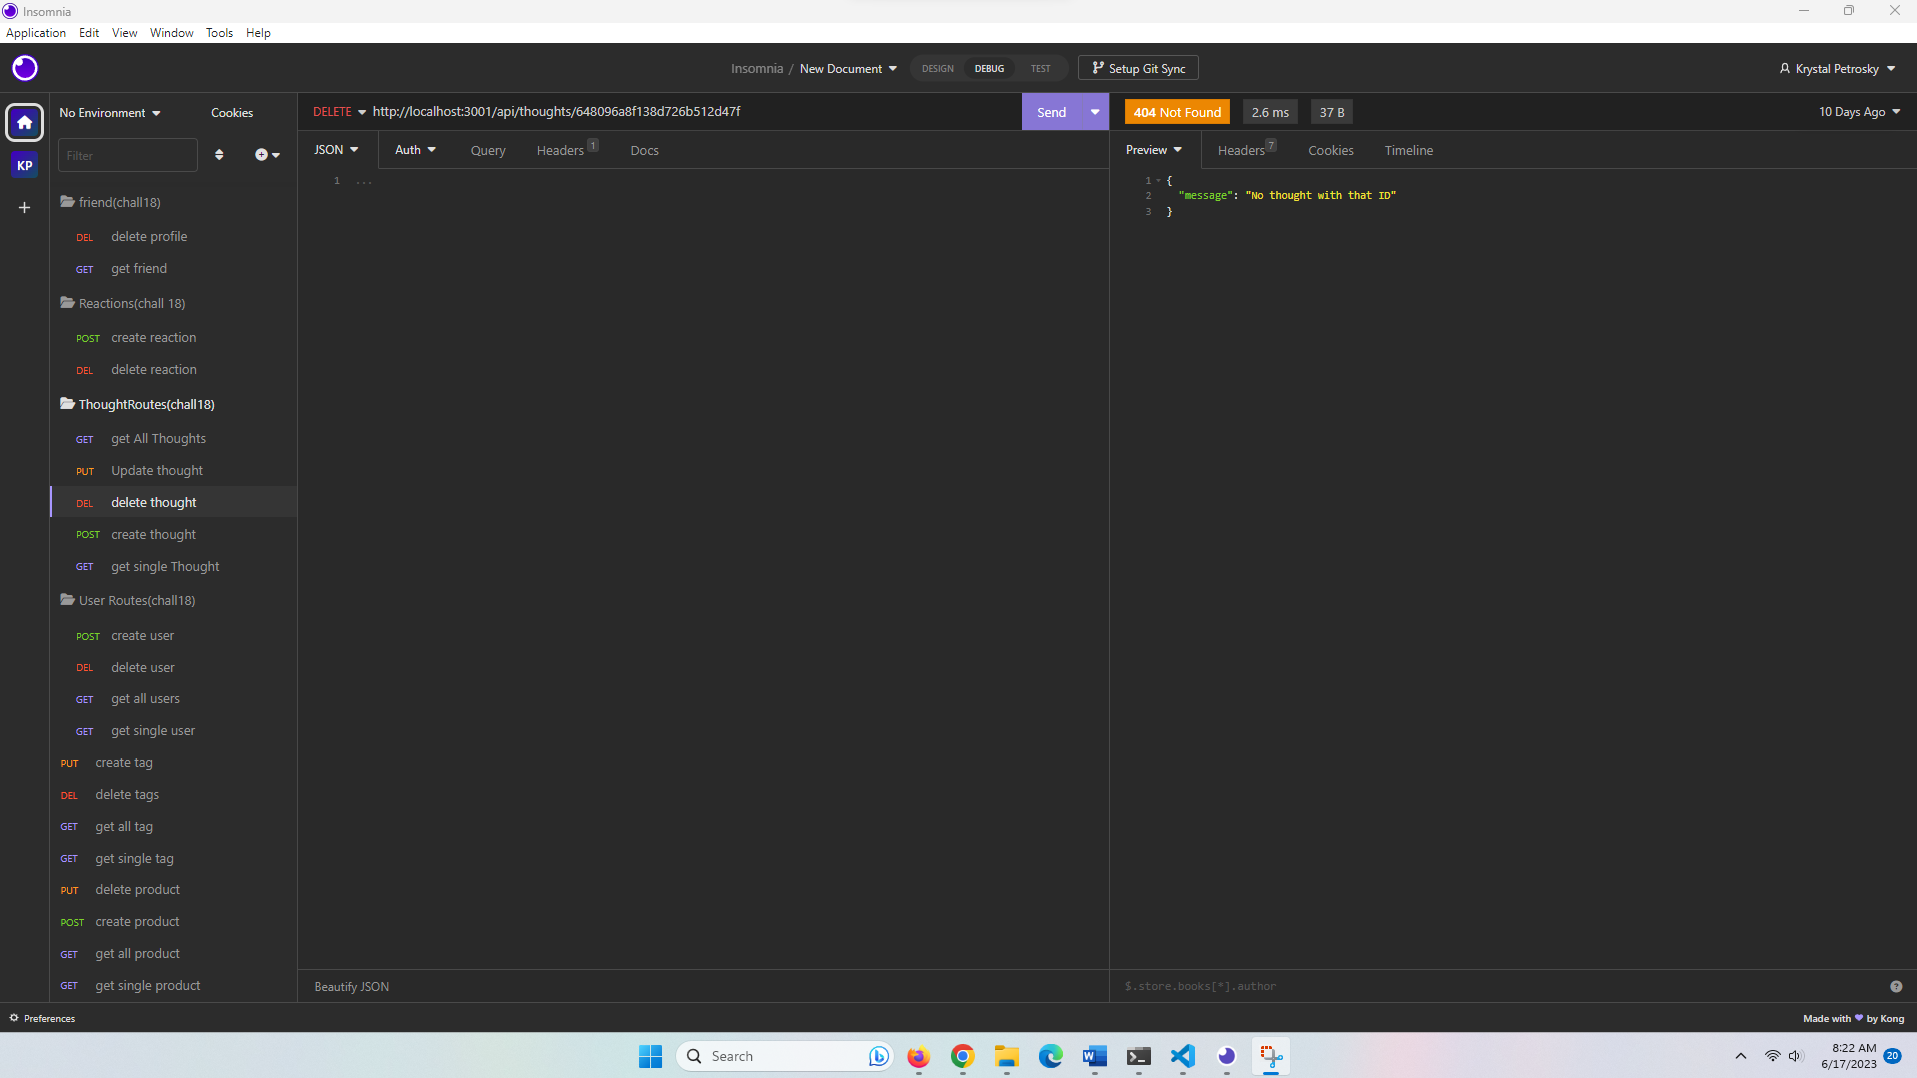 Insomnia
Application Edit View Window Tools Help
Insomnia / New Document DESIGN DEBUG TEST Setup Git Sync Krystal Petrosky
No Environment Cookies
DELETE http://localhost:3001/api/thoughts/648096a8f138d726b512d47f Send
404 Not Found 2.6 ms 37 B 10 Days Ago
Filter
KP
JSON Auth Query Headers 1 Docs
Preview Headers 7 Cookies Timeline
1 ...
1 {
2 "message": "No thought with that ID"
3 }
friend(chall18)
DEL delete profile
GET get friend
Reactions(chall 18)
POST create reaction
DEL delete reaction
ThoughtRoutes(chall18)
GET get All Thoughts
PUT Update thought
DEL delete thought
POST create thought
GET get single Thought
User Routes(chall18)
POST create user
DEL delete user
GET get all users
GET get single user
PUT create tag
DEL delete tags
GET get all tag
GET get single tag
PUT delete product
POST create product
GET get all product
GET get single product
Beautify JSON
$.store.books[*].author
Preferences
Made with by Kong
Search
8:22 AM
6/17/2023
20